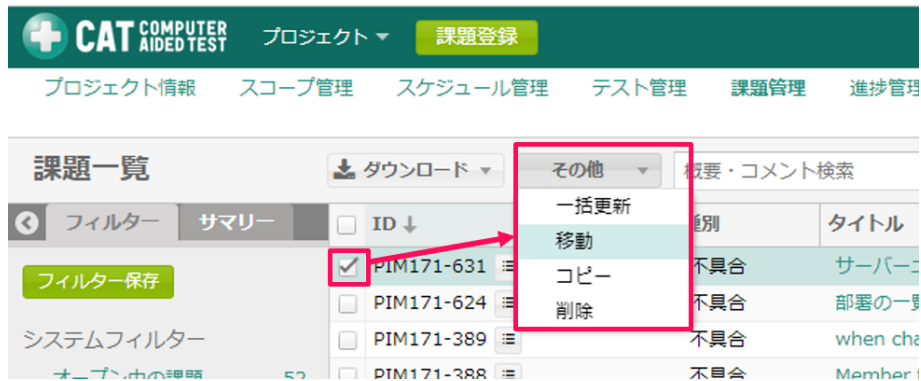 CAT COMPUTER AIDED TEST プロジェクト 課題登録
プロジェクト情報 スコープ管理 スケジュール管理 テスト管理 課題管理 進捗管理
課題一覧 ダウンロード その他 概要・コメント検索
フィルター サマリー ID 種別 タイトル
一括更新
移動
コピー
削除
フィルター保存
PIM171-631 不具合 サーバーエ
PIM171-624 不具合 部署の一覧
システムフィルター
PIM171-389 不具合 when cha
オープン中の課題 52
PIM171-388 不具合 Member